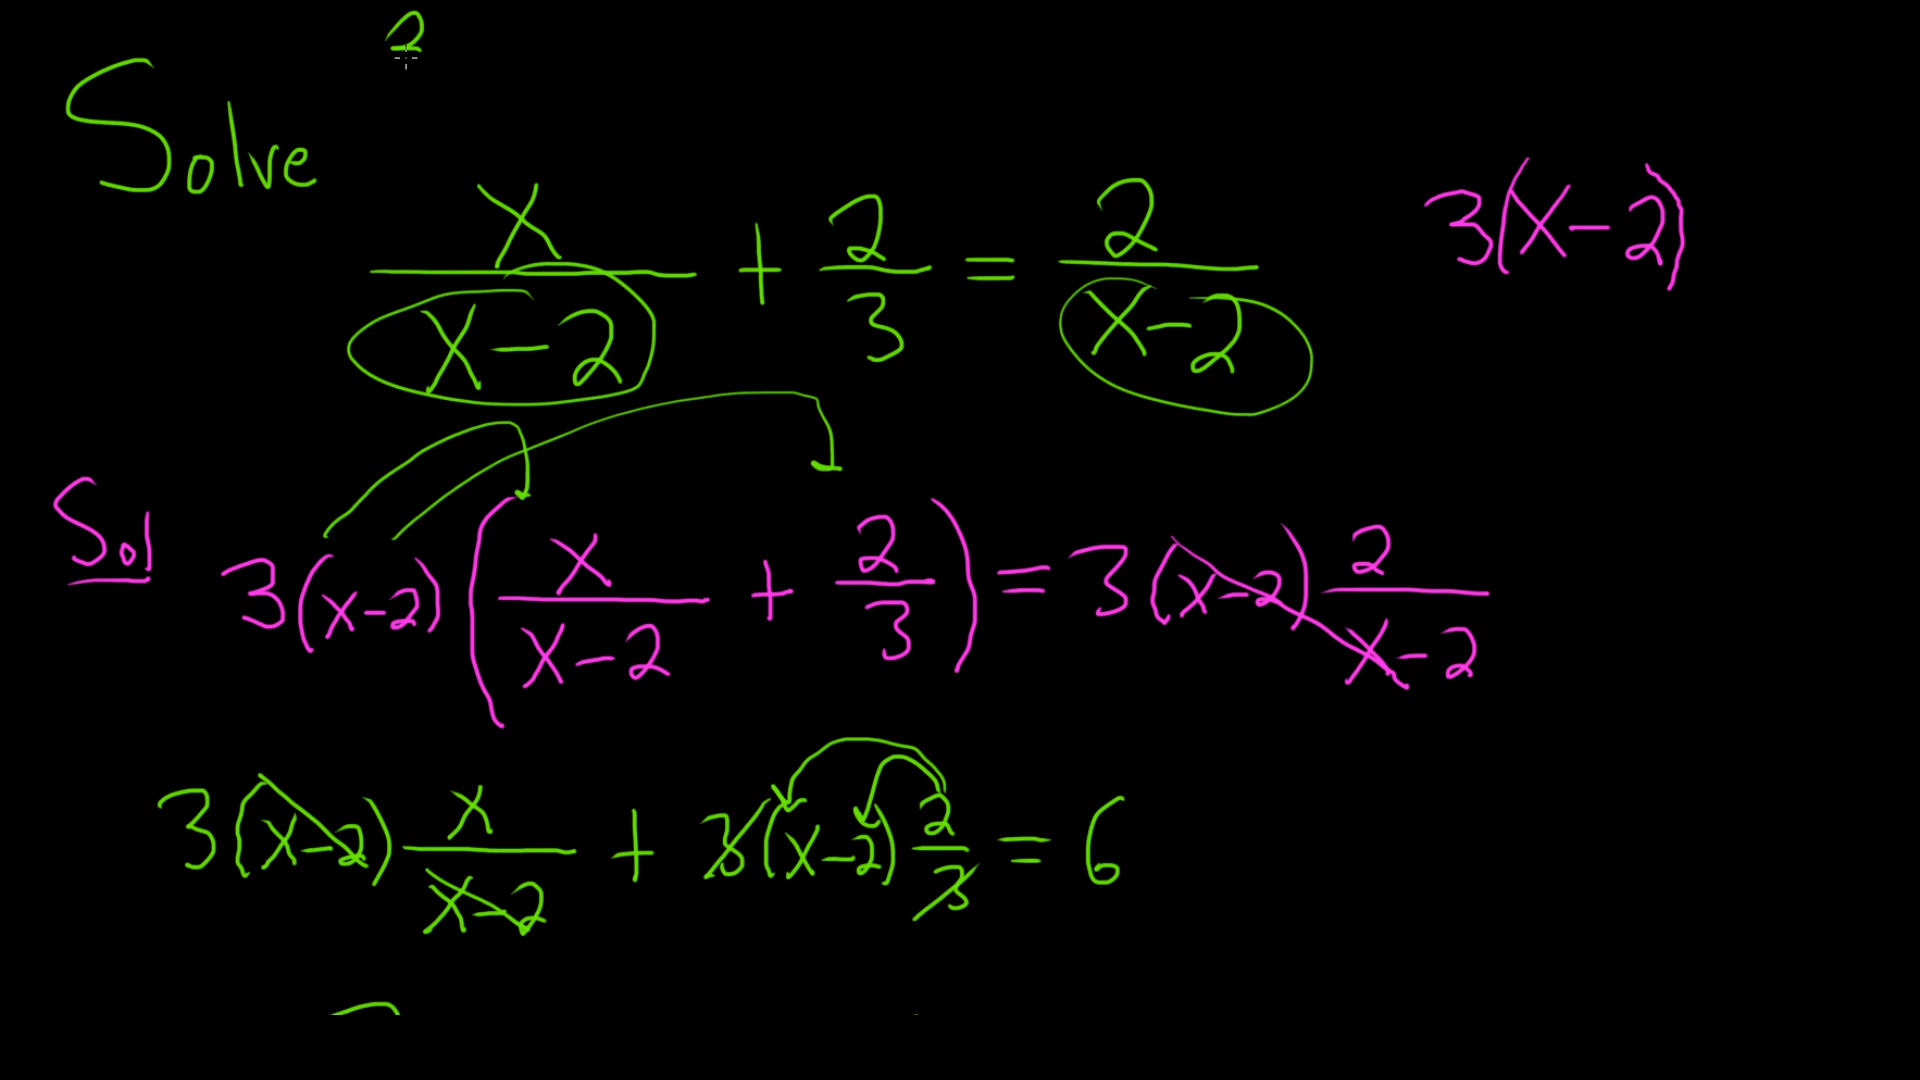 2
Solve
x/(x-2) + 2/3 = 2/(x-2)
3(x-2)
Sol
3(x-2)(x/(x-2) + 2/3) = 3(x-2) 2/(x-2)
3(x-2) x/(x-2) + 3(x-2) 2/3 = 6